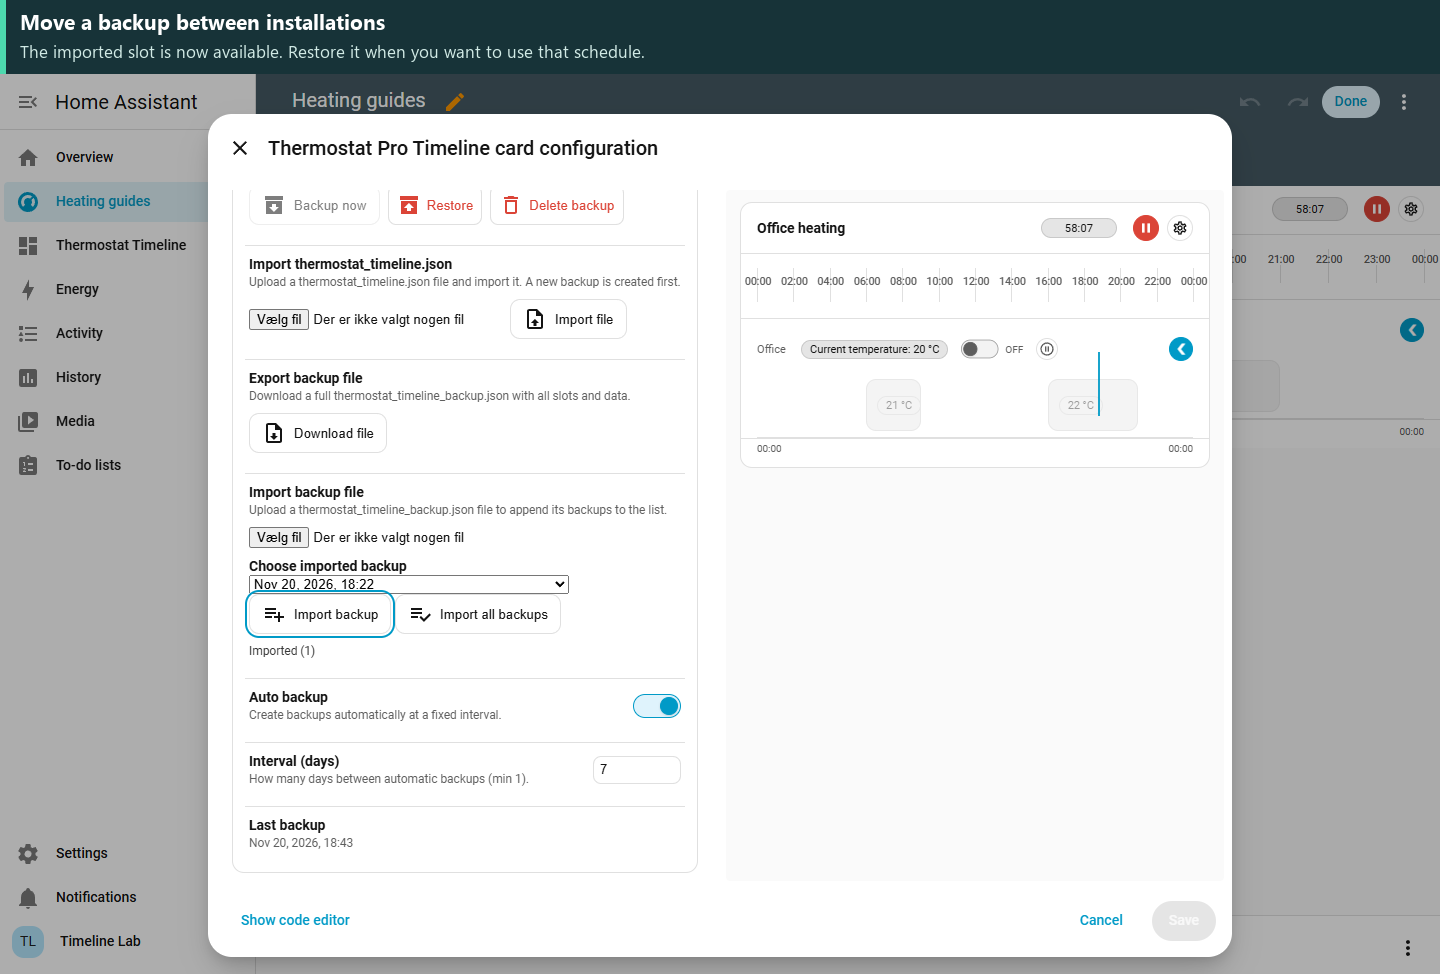 Move a backup between installations
The imported slot is now available. Restore it when you want to use that schedule.
Home Assistant
Heating guides
Done
Overview
Heating guides
Thermostat Timeline
Energy
Activity
History
Media
To-do lists
Settings
Notifications
TL Timeline Lab
Thermostat Pro Timeline card configuration
Backup now
Restore
Delete backup
Import thermostat_timeline.json
Upload a thermostat_timeline.json file and import it. A new backup is created first.
Vælg fil Der er ikke valgt nogen fil
Import file
Export backup file
Download a full thermostat_timeline_backup.json with all slots and data.
Download file
Import backup file
Upload a thermostat_timeline_backup.json file to append its backups to the list.
Vælg fil Der er ikke valgt nogen fil
Choose imported backup
Nov 20, 2026, 18:22
Import backup
Import all backups
Imported (1)
Auto backup
Create backups automatically at a fixed interval.
Interval (days)
How many days between automatic backups (min 1).
7
Last backup
Nov 20, 2026, 18:43
Show code editor
Cancel
Save
Office heating
58:07
00:00 02:00 04:00 06:00 08:00 10:00 12:00 14:00 16:00 18:00 20:00 22:00 00:00
Office
Current temperature: 20 °C
OFF
21 °C
22 °C
00:00
00:00
58:07
:00 21:00 22:00 23:00 00:00
00:00